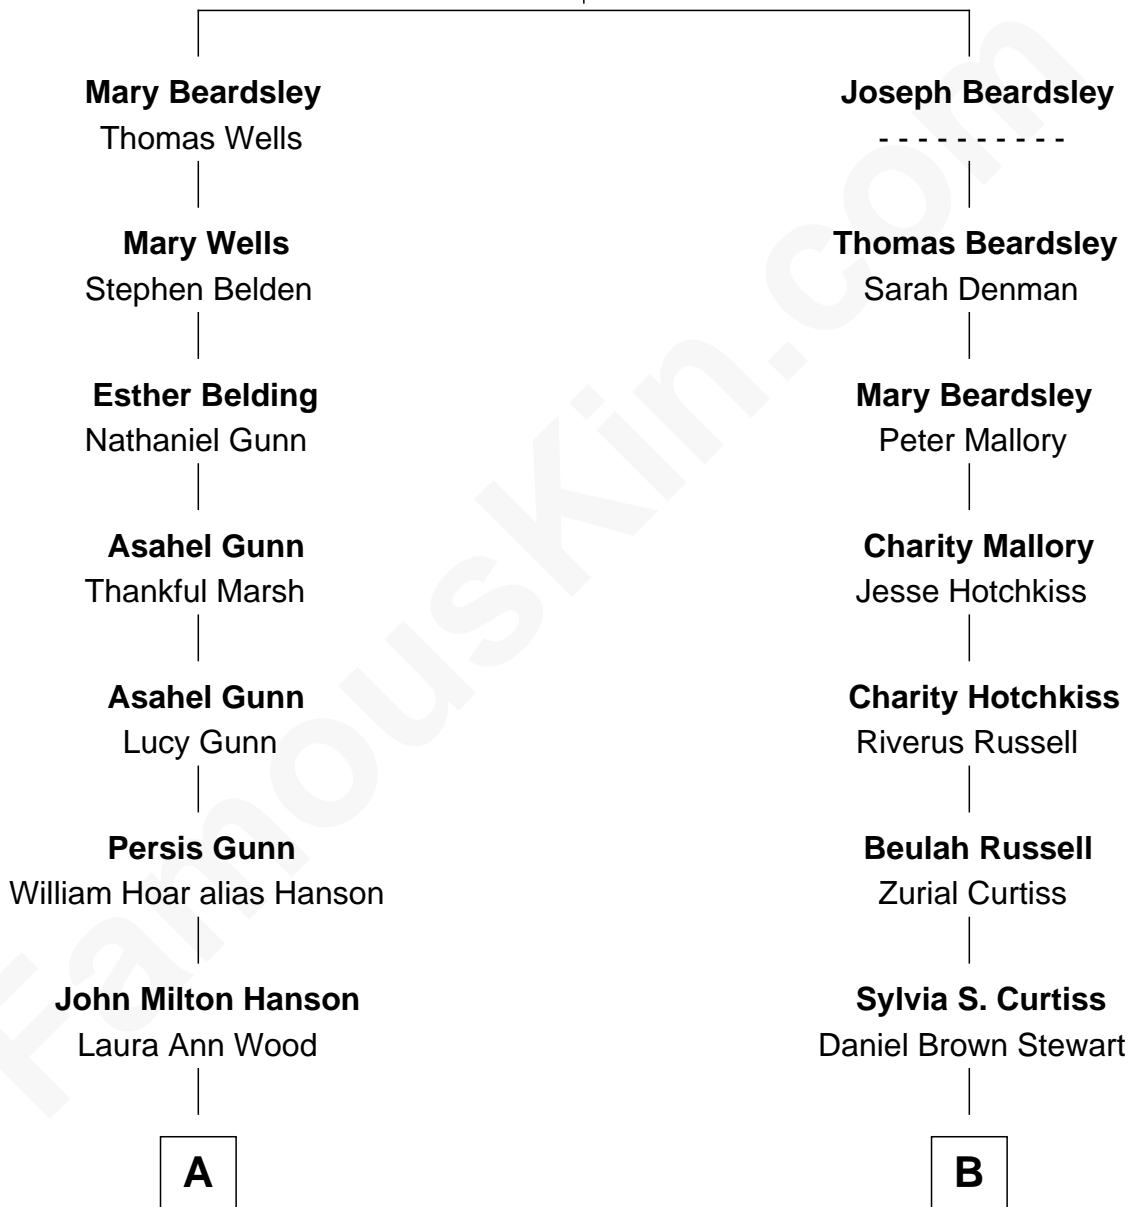 Mary Beardsley
Thomas Wells
Mary Wells
Stephen Belden
Esther Belding
Nathaniel Gunn
Asahel Gunn
Thankful Marsh
Asahel Gunn
Lucy Gunn
Persis Gunn
William Hoar alias Hanson
John Milton Hanson
Laura Ann Wood
A
Joseph Beardsley
- - - - - - - - - -
Thomas Beardsley
Sarah Denman
Mary Beardsley
Peter Mallory
Charity Mallory
Jesse Hotchkiss
Charity Hotchkiss
Riverus Russell
Beulah Russell
Zurial Curtiss
Sylvia S. Curtiss
Daniel Brown Stewart
B
FamousKin.com